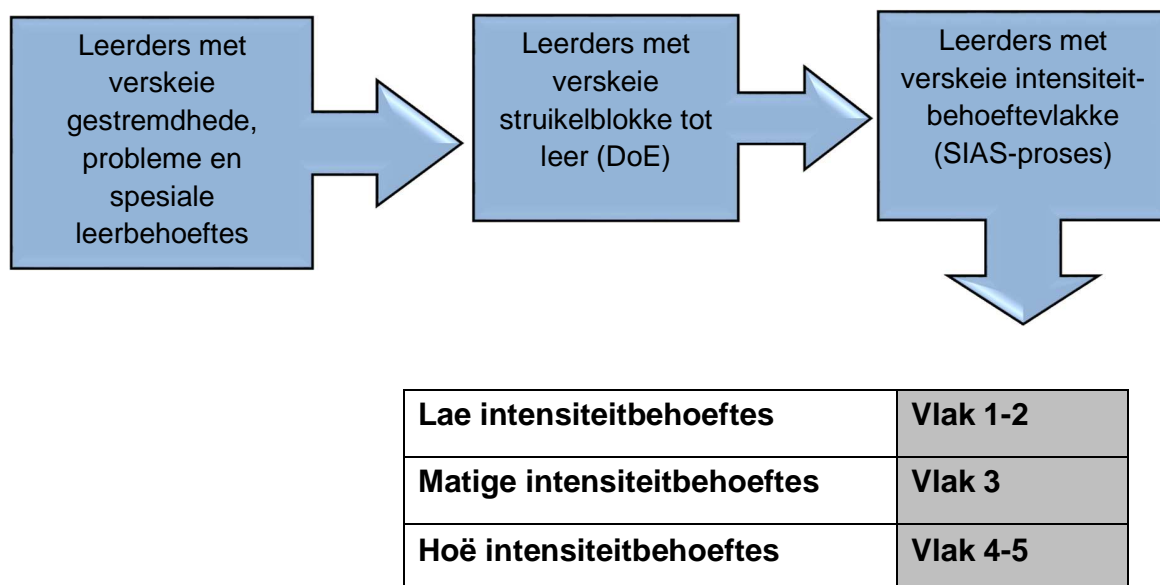 Leerders met
verskeie
gestremdhede,
probleme en
spesiale
leerbehoeftes
Leerders met
verskeie
struikelblokke tot
leer (DoE)
Leerders met
verskeie intensiteit-
behoeftevlakke
(SIAS-proses)
Lae intensiteitbehoeftes Vlak 1-2
Matige intensiteitbehoeftes Vlak 3
Hoë intensiteitbehoeftes Vlak 4-5